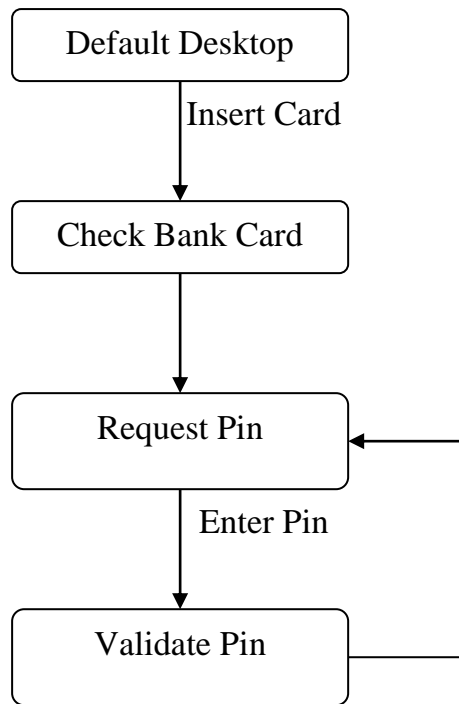 Default Desktop
Insert Card
Check Bank Card
Request Pin
Enter Pin
Validate Pin